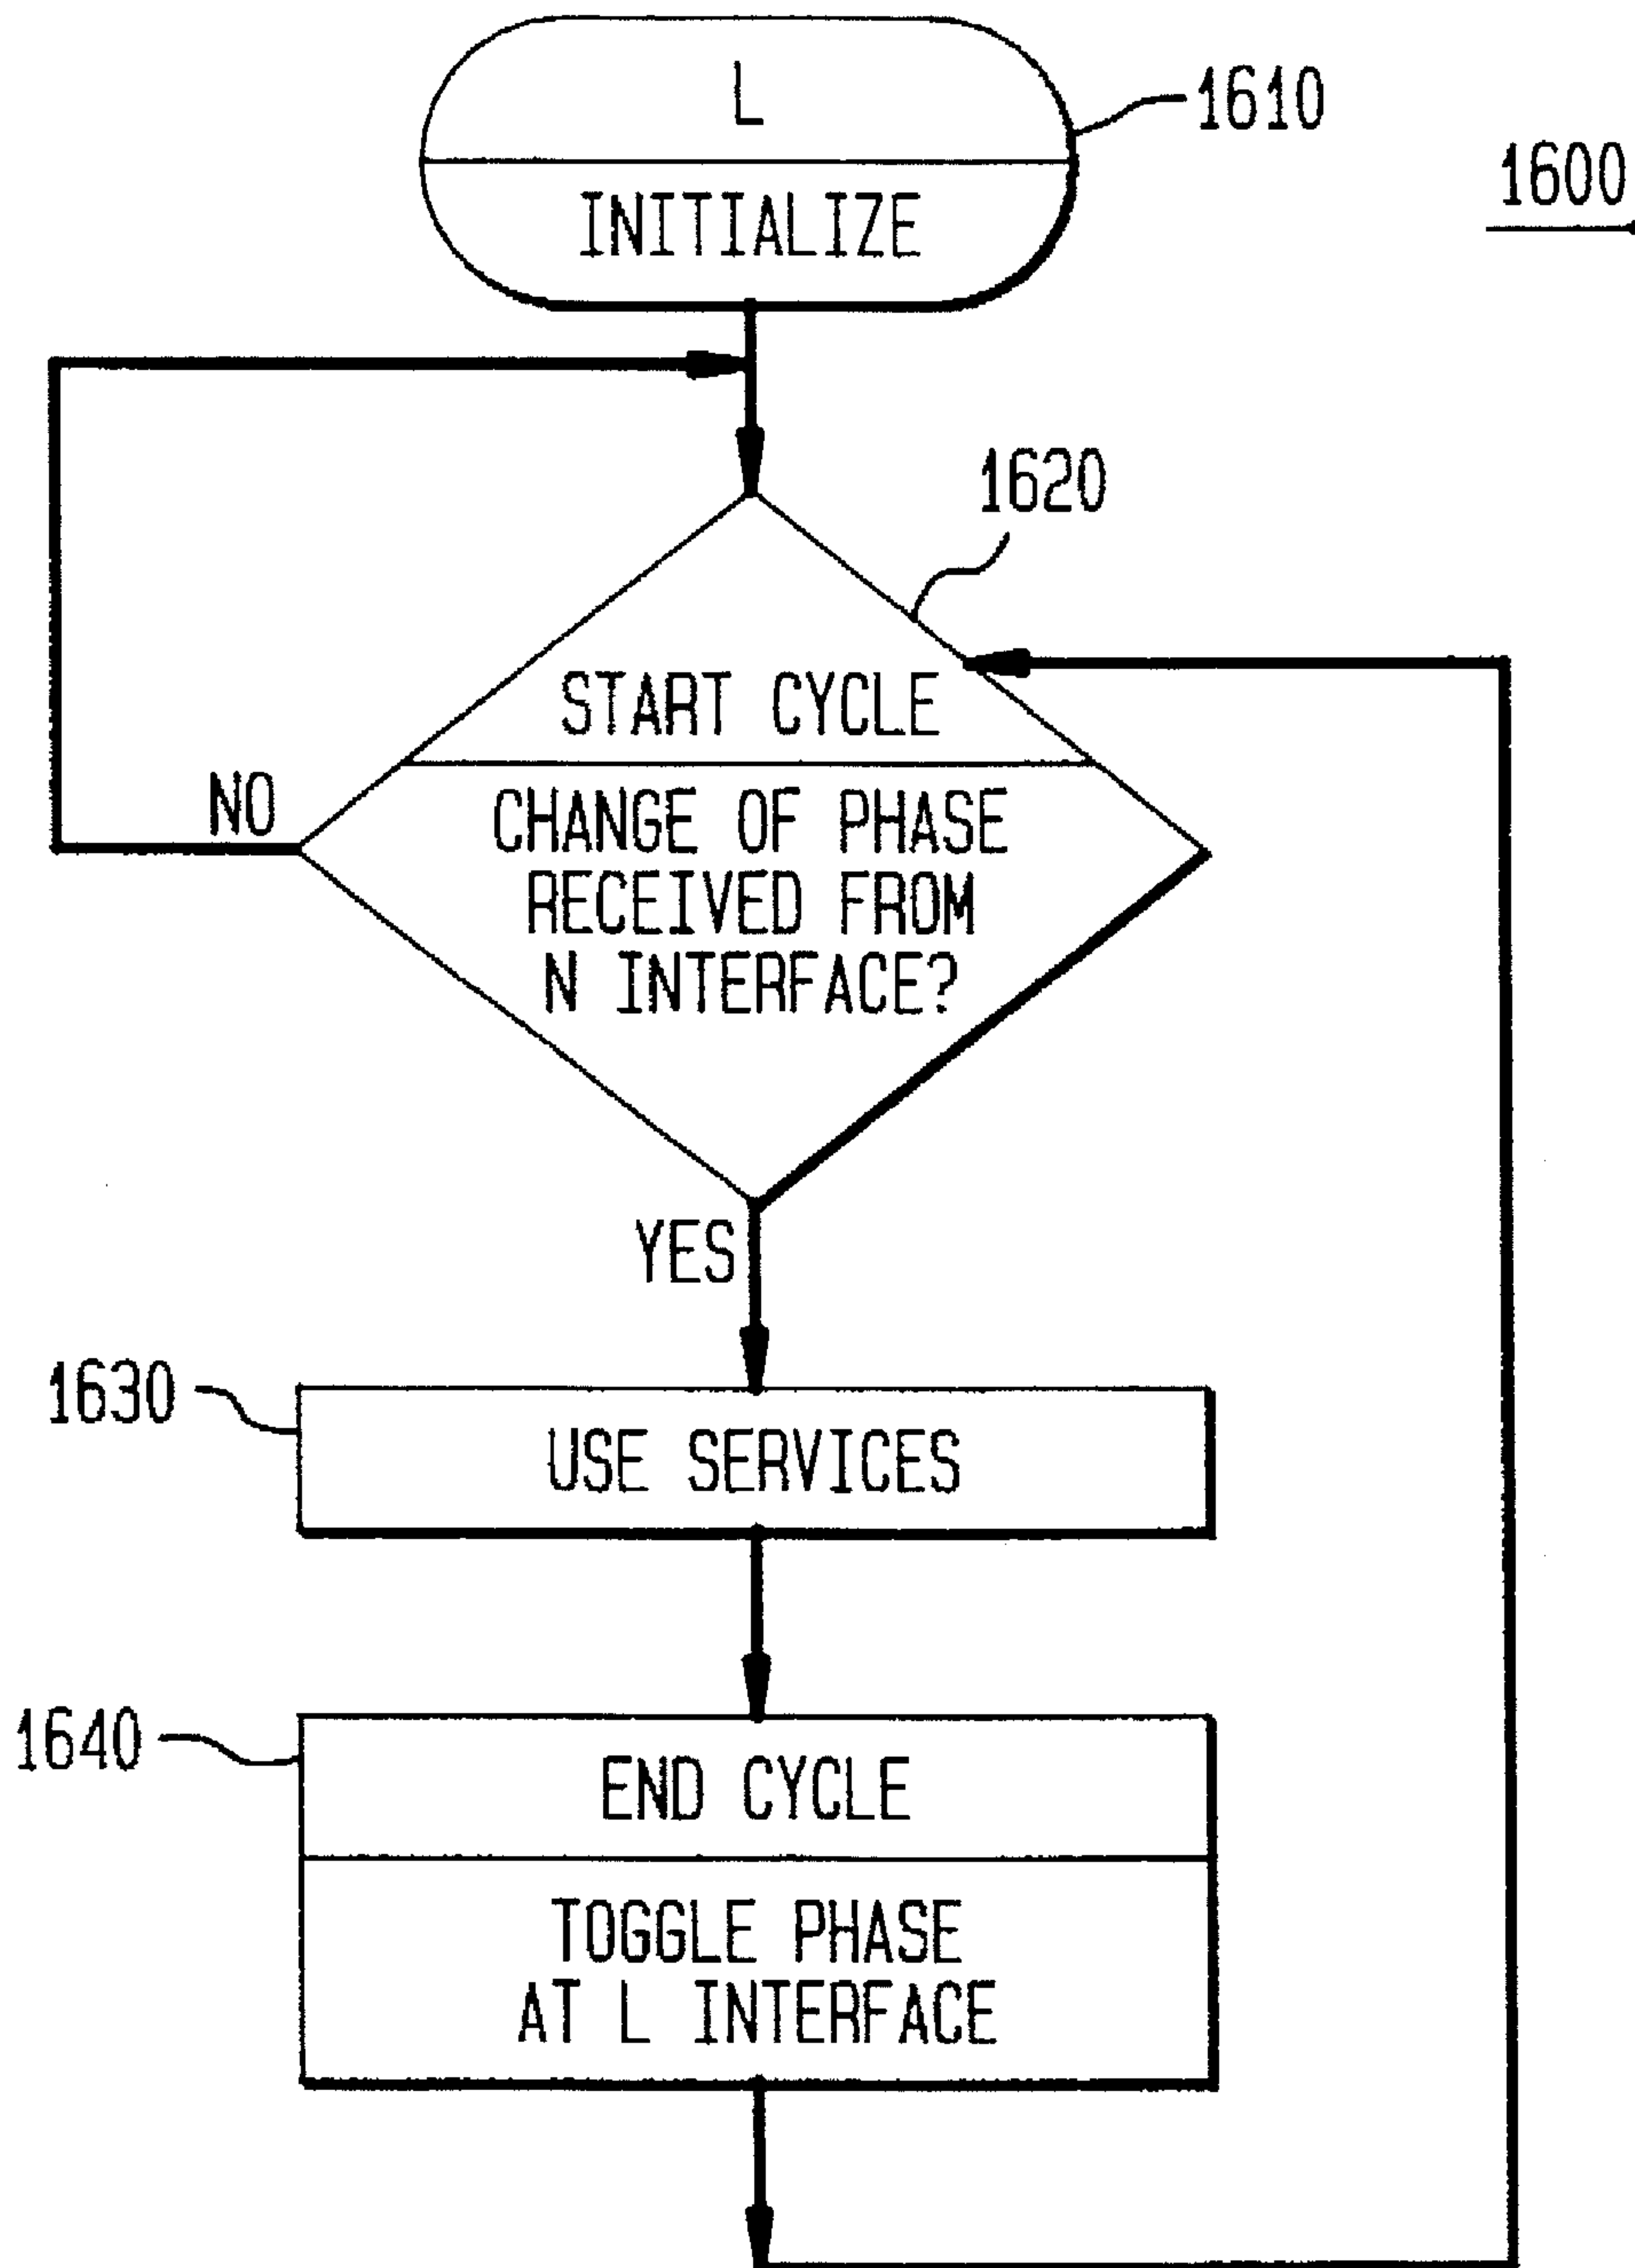 L
1610
INITIALIZE
1600
1620
START CYCLE
NO
CHANGE OF PHASE
RECEIVED FROM
N INTERFACE?
YES
1630
USE SERVICES
1640
END CYCLE
TOGGLE PHASE
AT L INTERFACE